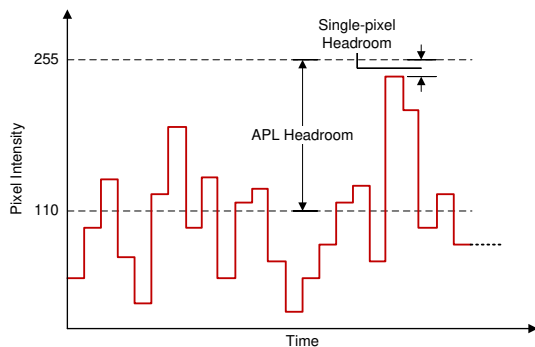 Single-pixel
Headroom
255
APL Headroom
Pixel Intensity
110
Time